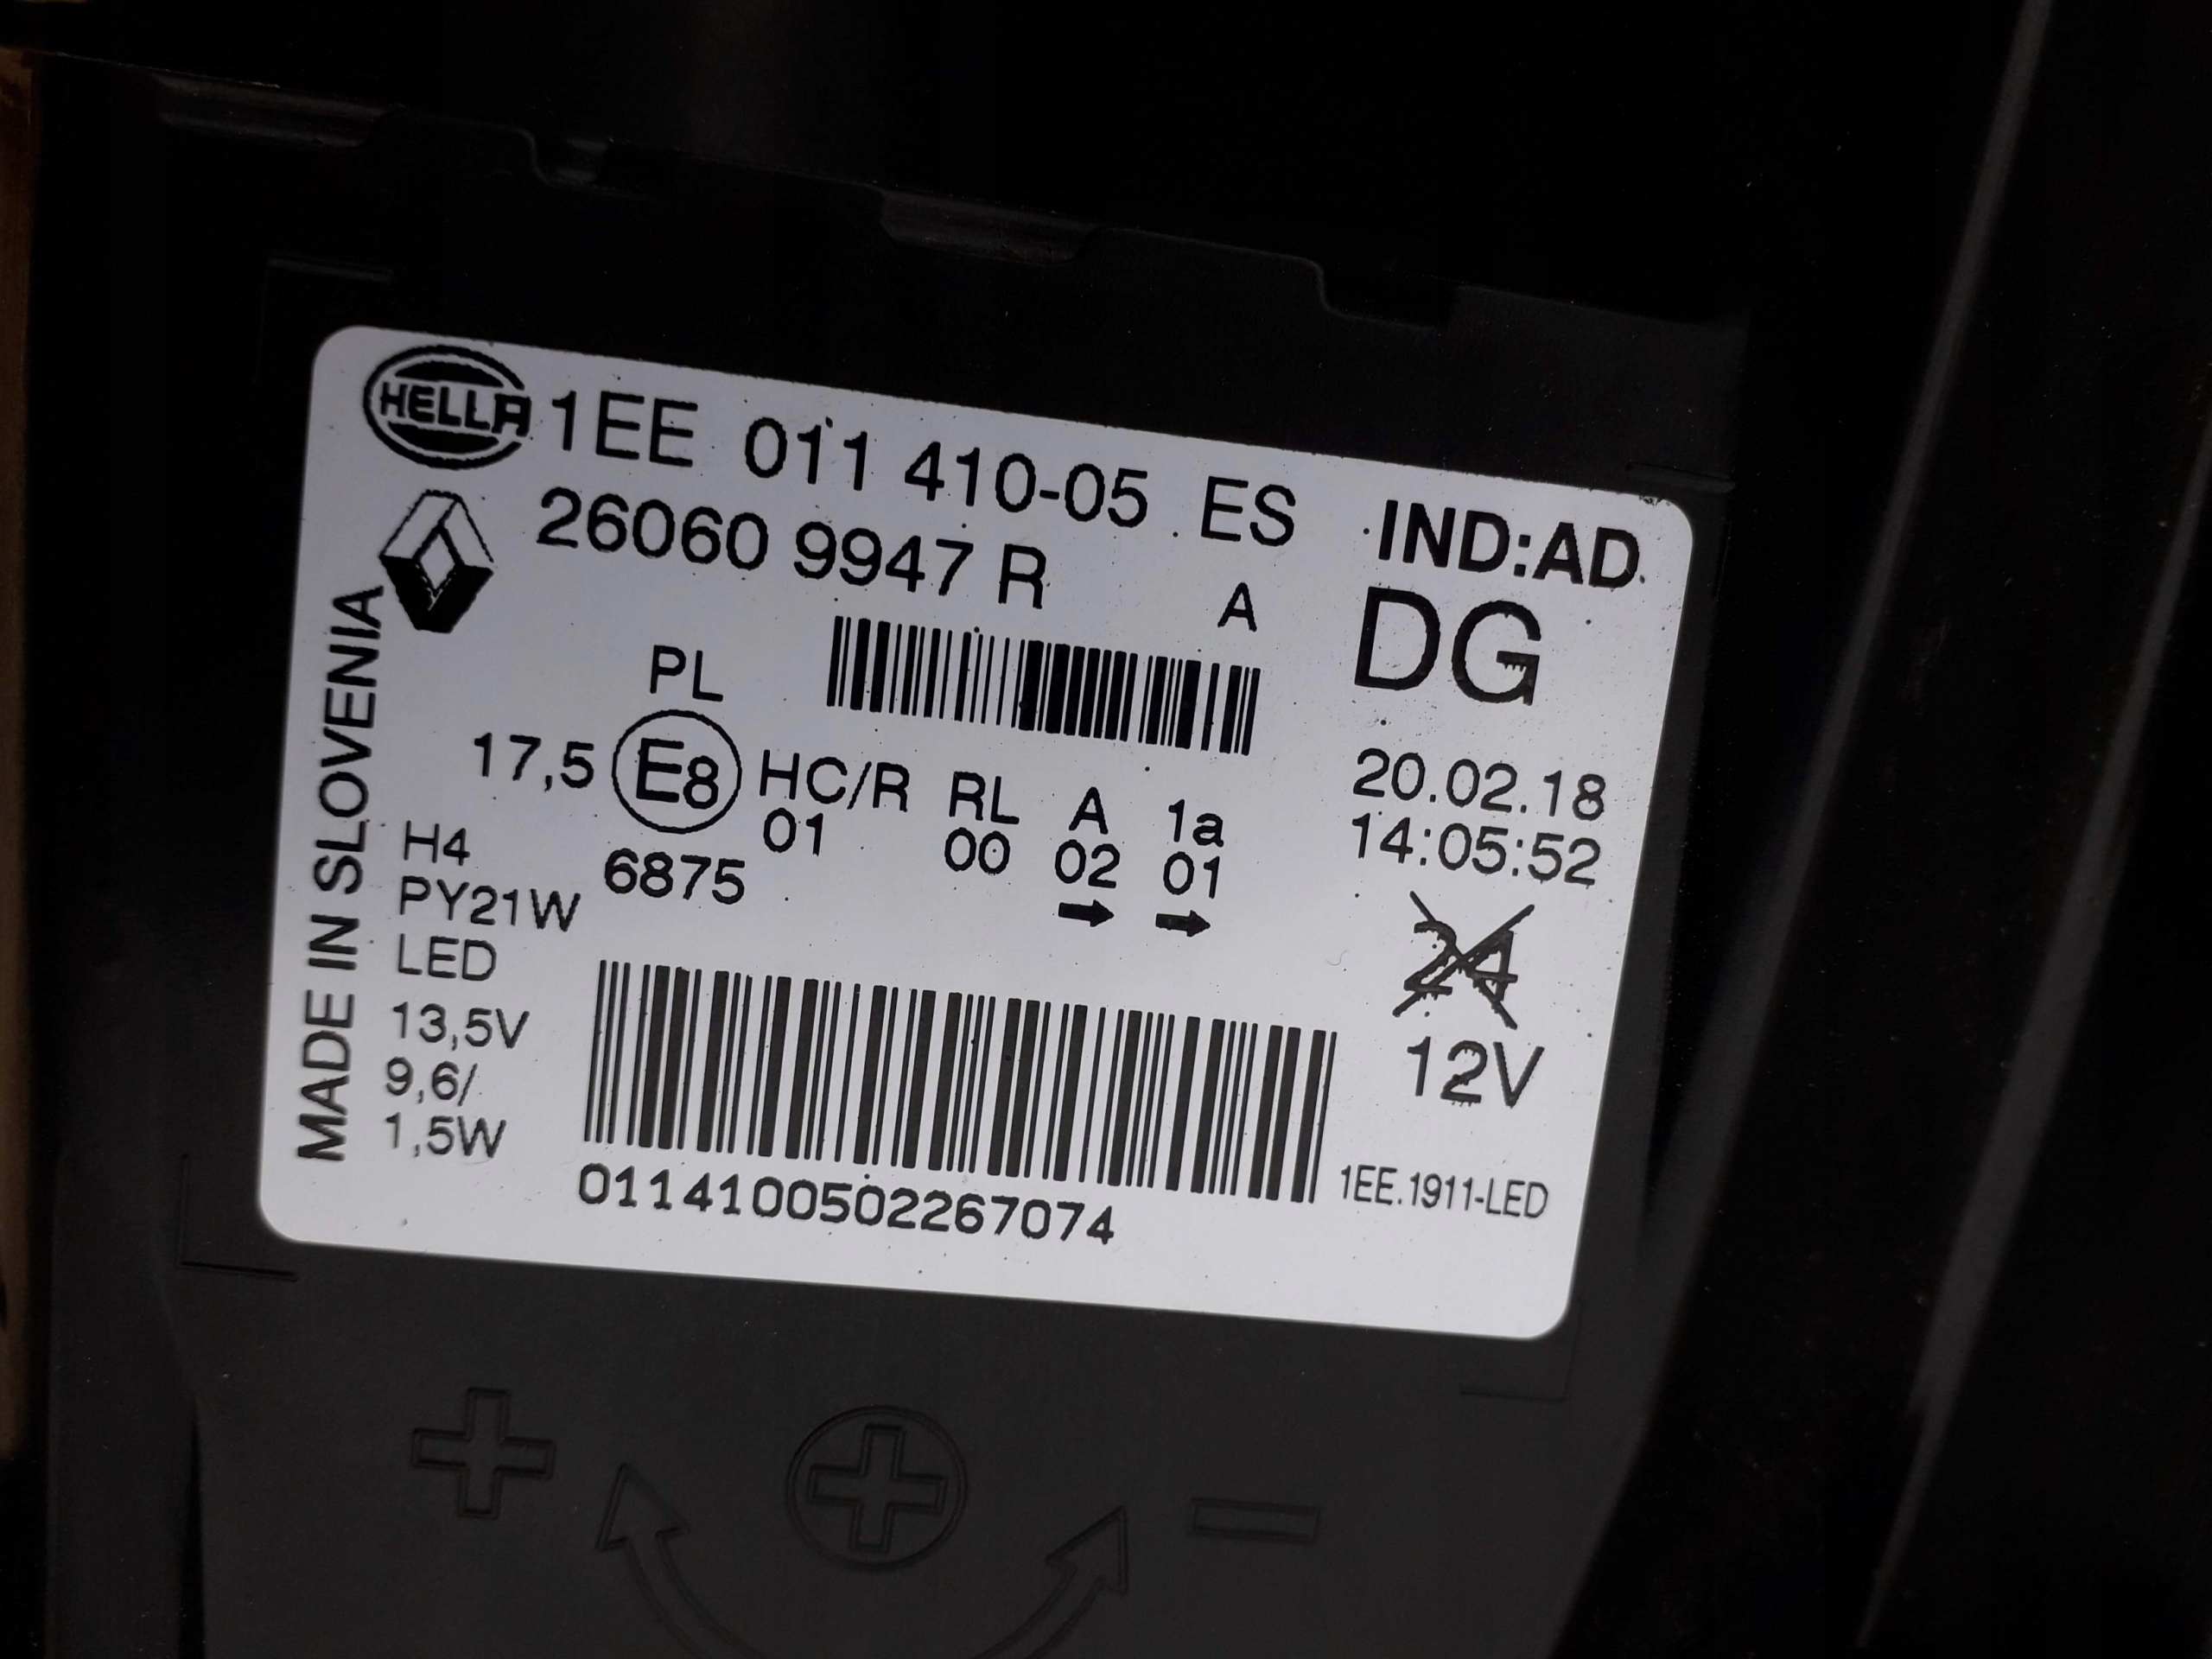 HELLA 1EE 011 410-05 ES IND:AD
26060 9947 R A DG
MADE IN SLOVENIA
PL
17,5 E8 HC/R RL A 1a
01 00 02 01
6875
20.02.18
14:05:52
H4
PY21W
LED
13,5V
9,6/
1,5W
24
12V
0114100502267074
1EE.1911-LED